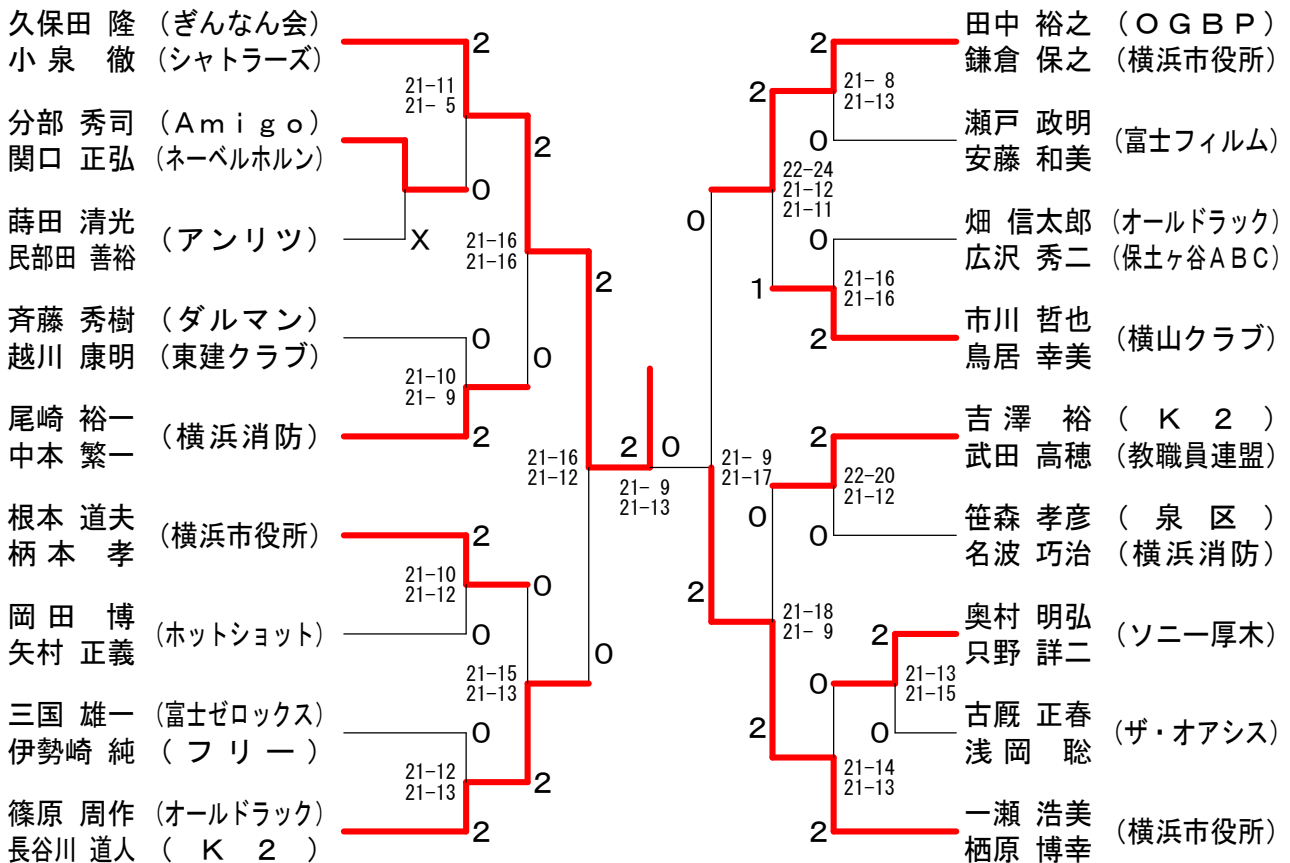 久保田 隆 (ぎんなん会)
小 泉　徹 (シャトラーズ)
2
21-11
21- 5
分部 秀司 (Ａｍｉｇｏ)
関口 正弘 (ネーベルホルン)
2
0
蒔田 清光
民部田 善裕
(アンリツ)
X
21-16
21-16
2
斉藤 秀樹 (ダルマン)
越川 康明 (東建クラブ)
0
0
21-10
21- 9
尾崎 裕一
中本 繁一
(横浜消防)
2
21-16
21-12
2
0
21- 9
21-13
根本 道夫
柄 本　孝
(横浜市役所)
2
21-10
21-12
0
岡 田　博
矢村 正義
(ホットショット)
0
0
21-15
21-13
三国 雄一 (富士ゼロックス)
伊勢崎 純 (フリー)
0
21-12
21-13
2
篠原 周作 (オールドラック)
長谷川 道人 (Ｋ２)
2
田中 裕之 (ＯＧＢＰ)
鎌倉 保之 (横浜市役所)
2
21- 8
21-13
2
瀬戸 政明
安藤 和美
(富士フィルム)
0
22-24
21-12
21-11
0
畑 信太郎 (オールドラック)
広沢 秀二 (保土ヶ谷ＡＢＣ)
0
21-16
21-16
1
市川 哲也
鳥居 幸美
(横山クラブ)
2
吉 澤　裕 (Ｋ２)
武田 高穂 (教職員連盟)
2
21- 9
21-17
22-20
21-12
0
笹森 孝彦 (泉区)
名波 巧治 (横浜消防)
0
2
21-18
21- 9
奥村 明弘
只野 詳二
(ソニー厚木)
2
21-13
21-15
0
古厩 正春
浅 岡　聡
(ザ・オアシス)
0
2
21-14
21-13
一瀬 浩美
栖原 博幸
(横浜市役所)
2